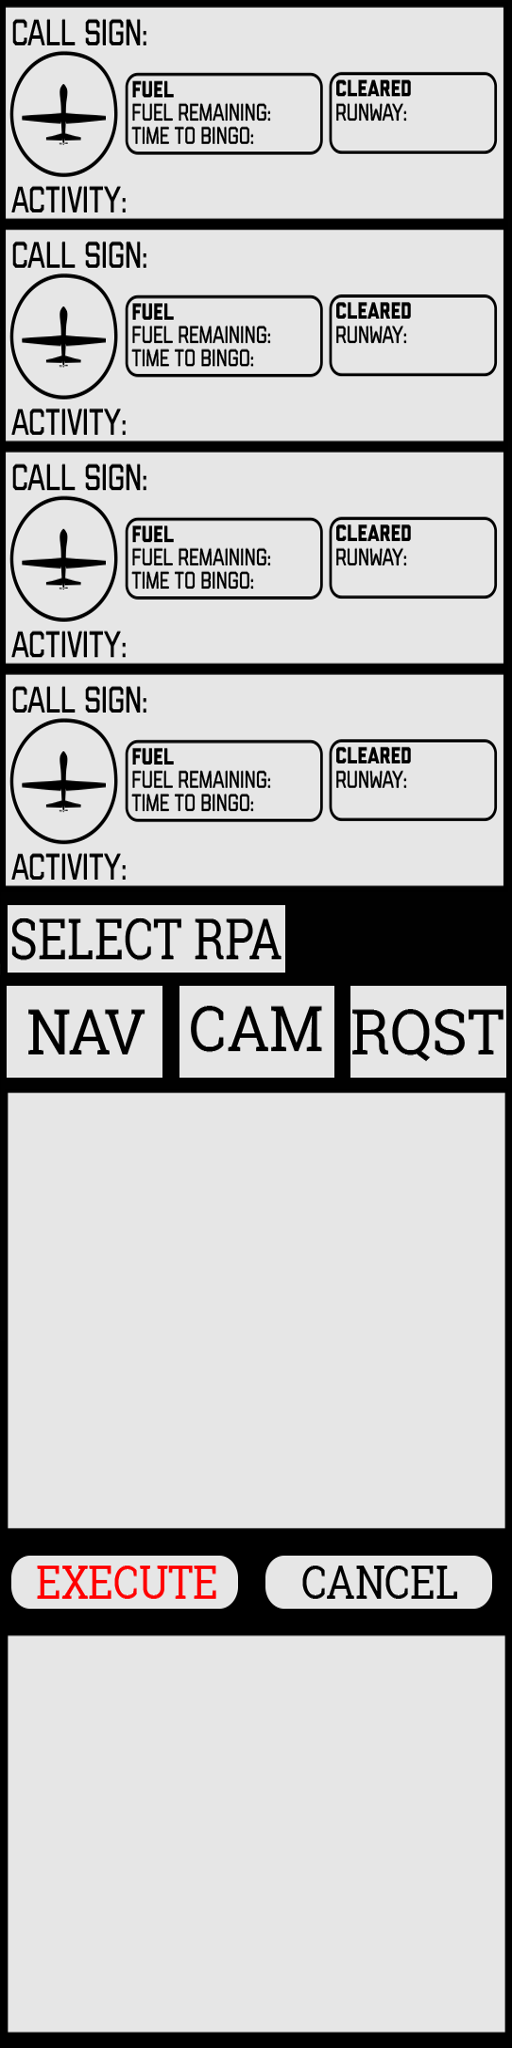 CALL SIGN:
FUEL
FUEL REMAINING:
TIME TO BINGO:
CLEARED
RUNWAY:
ACTIVITY:
CALL SIGN:
FUEL
FUEL REMAINING:
TIME TO BINGO:
CLEARED
RUNWAY:
ACTIVITY:
CALL SIGN:
FUEL
FUEL REMAINING:
TIME TO BINGO:
CLEARED
RUNWAY:
ACTIVITY:
CALL SIGN:
FUEL
FUEL REMAINING:
TIME TO BINGO:
CLEARED
RUNWAY:
ACTIVITY:
SELECT RPA
NAV CAM RQST
EXECUTE CANCEL